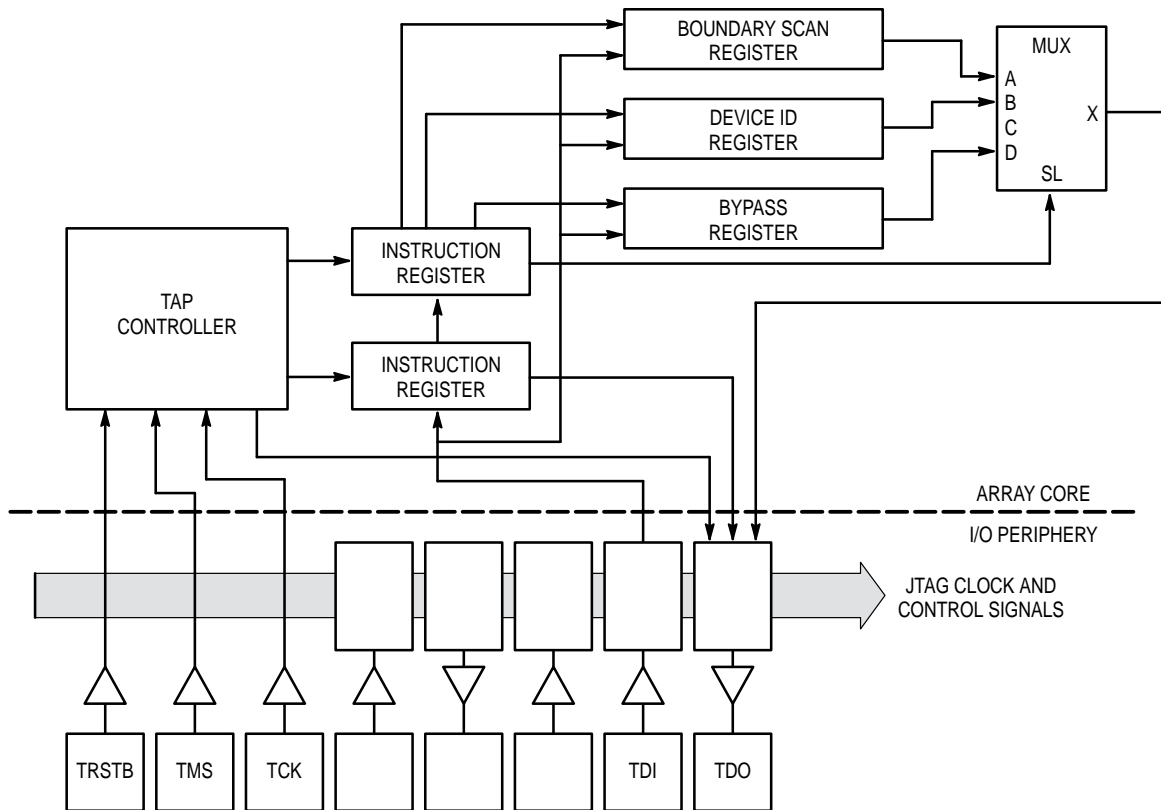 BOUNDARY SCAN
REGISTER
DEVICE ID
REGISTER
BYPASS
REGISTER
MUX
A
B
C
D
X
SL
TAP
CONTROLLER
INSTRUCTION
REGISTER
INSTRUCTION
REGISTER
ARRAY CORE
I/O PERIPHERY
JTAG CLOCK AND
CONTROL SIGNALS
TRSTB
TMS
TCK
TDI
TDO